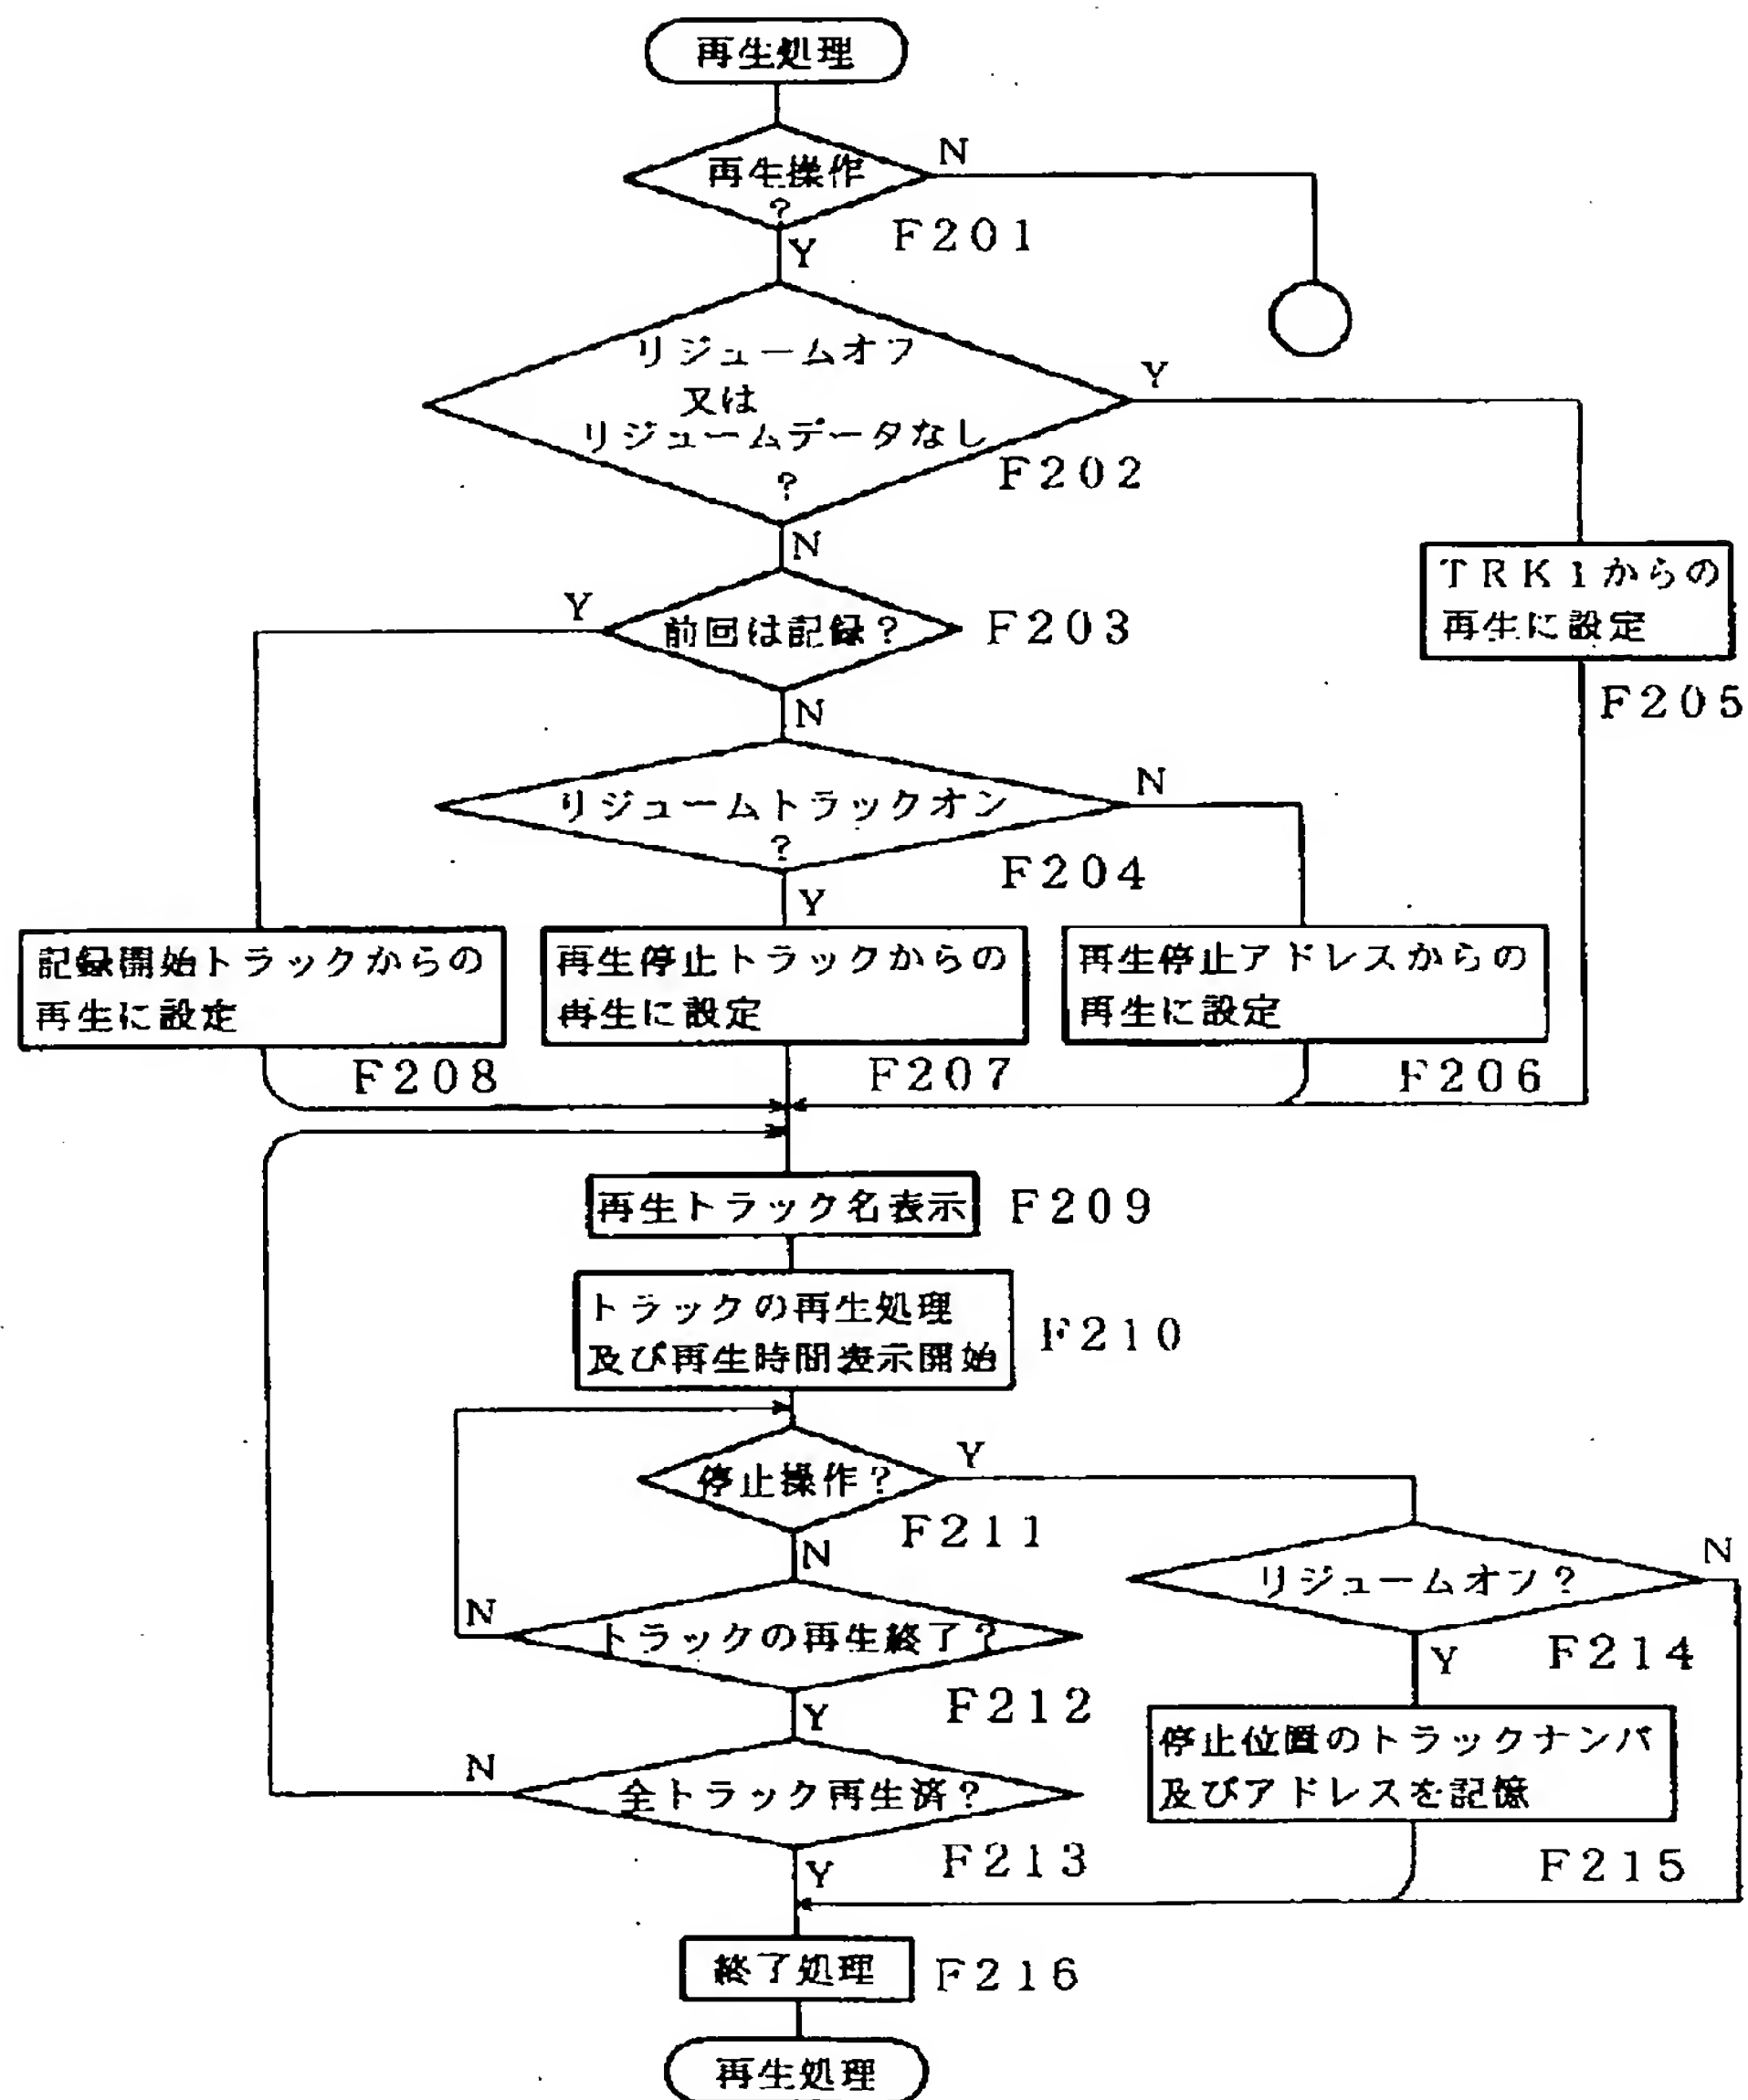 再生処理
再生操作
?
N
F201
Y
リジュームオフ
又は
リジュームデータなし
?
Y
F202
N
TRK1からの
再生に設定
F205
前回は記録?
Y
F203
N
リジュームトラックオン
?
N
F204
Y
記録開始トラックからの
再生に設定
F208
再生停止トラックからの
再生に設定
F207
再生停止アドレスからの
再生に設定
F206
再生トラック名表示
F209
トラックの再生処理
及び再生時間表示開始
F210
停止操作?
Y
F211
N
リジュームオフ?
N
F214
Y
トラックの再生終了?
N
F212
Y
停止位置のトラックナンバ
及びアドレスを記憶
F215
全トラック再生済?
N
F213
Y
終了処理
F216
再生処理